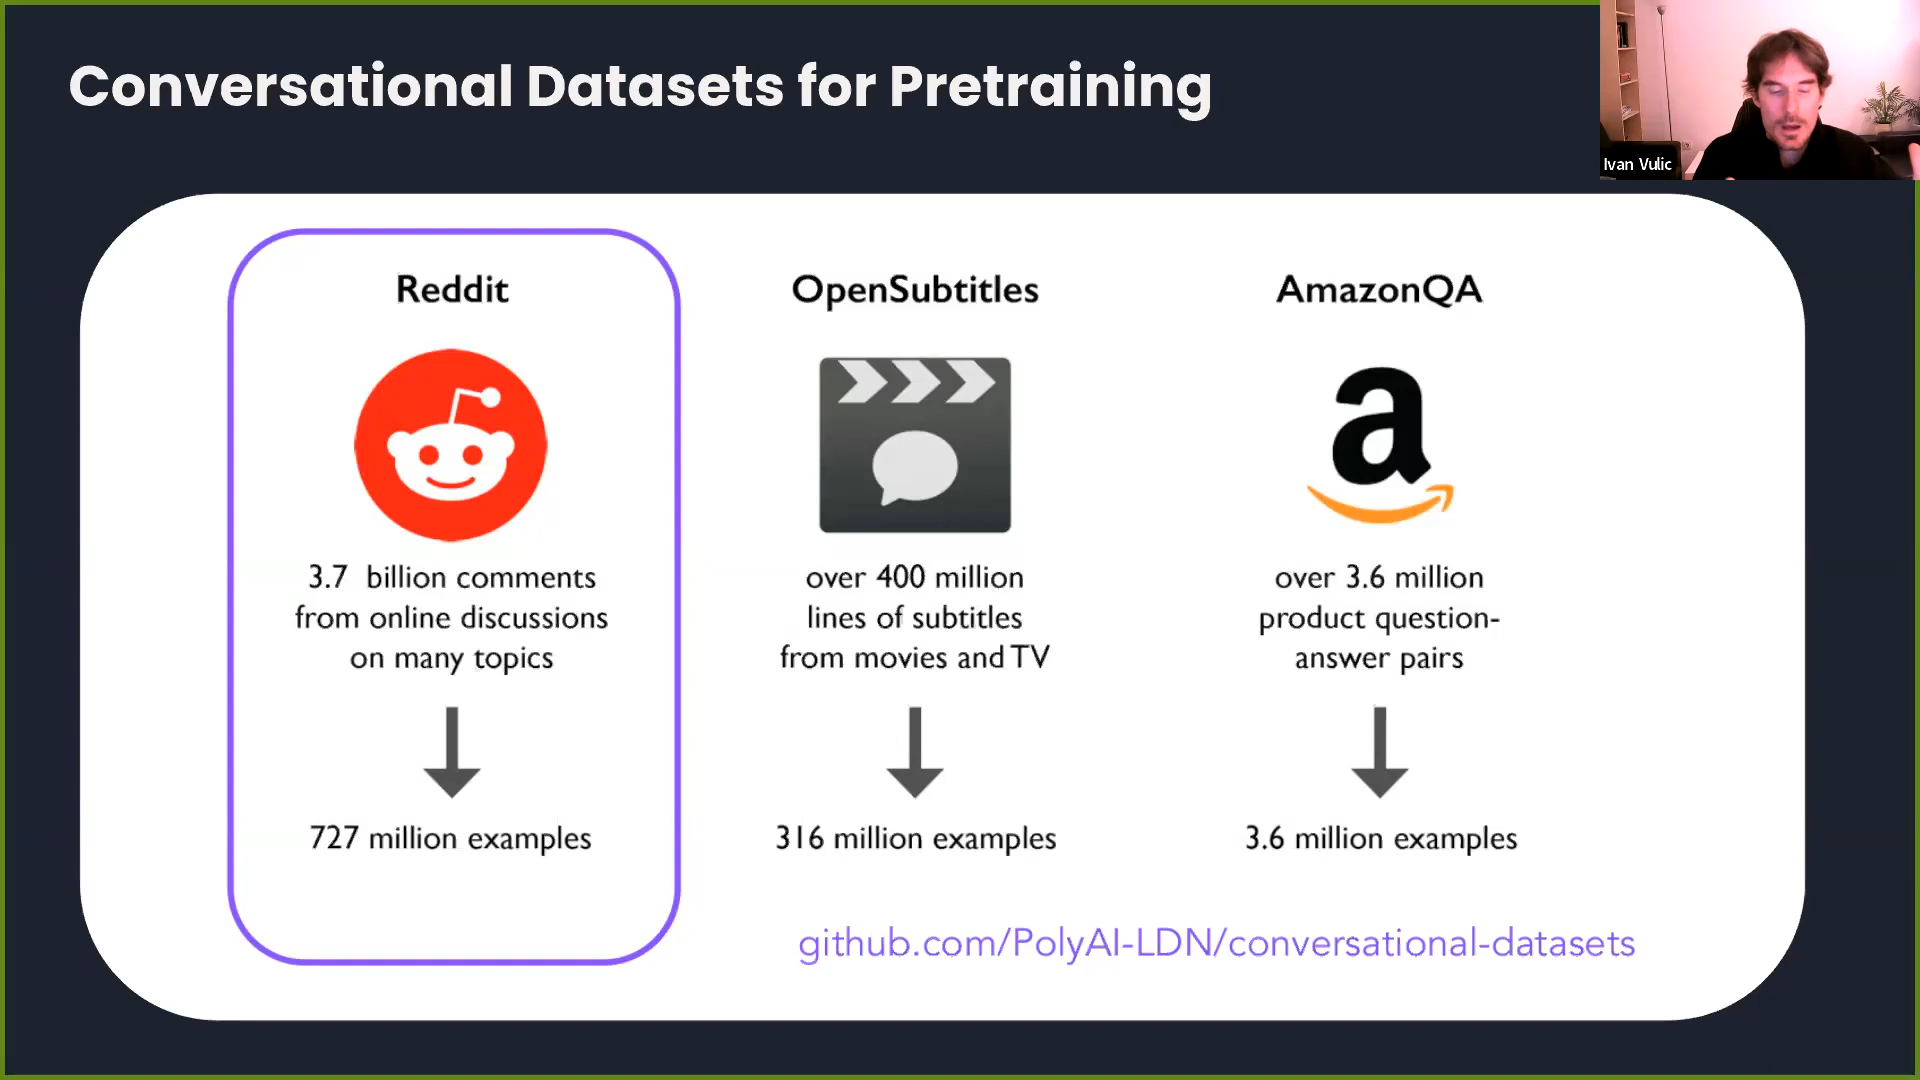 Conversational Datasets for Pretraining
Ivan Vulic
Reddit
3.7 billion comments
from online discussions
on many topics
727 million examples
OpenSubtitles
over 400 million
lines of subtitles
from movies and TV
316 million examples
AmazonQA
a
over 3.6 million
product question-
answer pairs
3.6 million examples
github.com/PolyAI-LDN/conversational-datasets